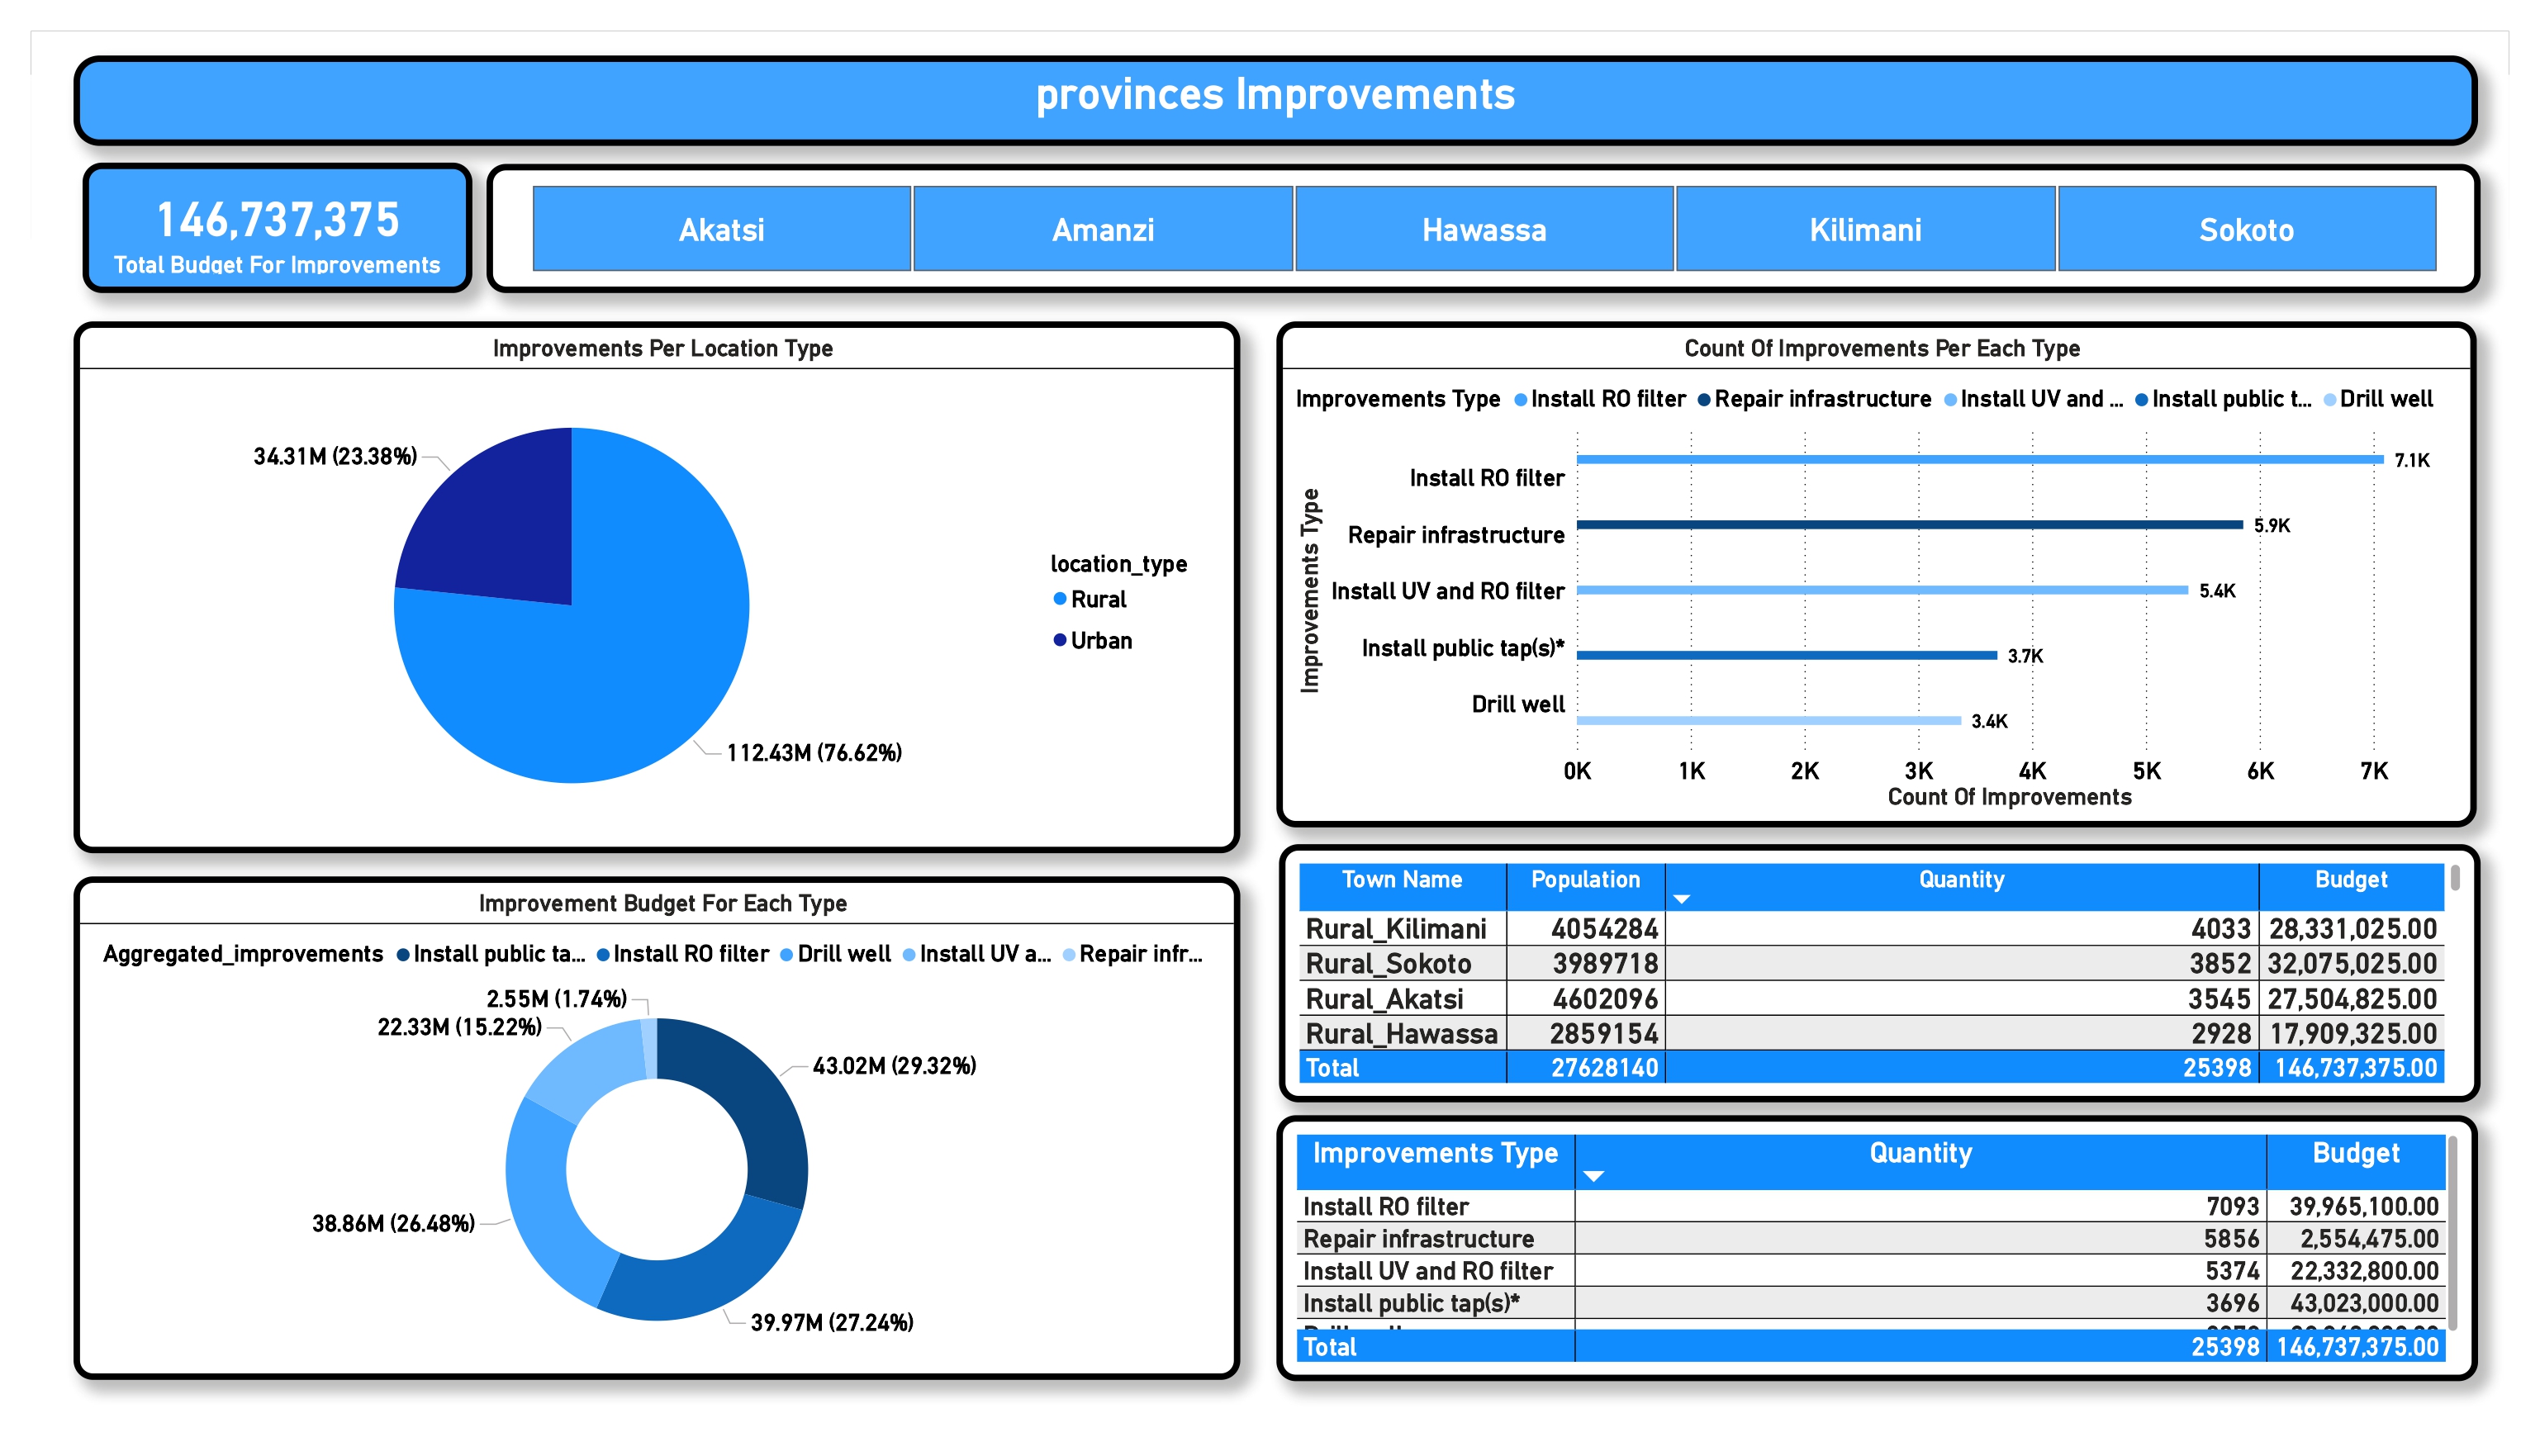 provinces Improvements
146,737,375
Total Budget For Improvements
Akatsi
Amanzi
Hawassa
Kilimani
Sokoto
Improvements Per Location Type
34.31M (23.38%)
112.43M (76.62%)
location_type
Rural
Urban
Count Of Improvements Per Each Type
Improvements Type Install RO filter Repair infrastructure Install UV and ... Install public t... Drill well
Improvements Type
Install RO filter 7.1K
Repair infrastructure 5.9K
Install UV and RO filter 5.4K
Install public tap(s)* 3.7K
Drill well 3.4K
0K 1K 2K 3K 4K 5K 6K 7K
Count Of Improvements
Improvement Budget For Each Type
Aggregated_improvements Install public ta... Install RO filter Drill well Install UV a... Repair infr...
2.55M (1.74%)
22.33M (15.22%)
43.02M (29.32%)
38.86M (26.48%)
39.97M (27.24%)
Town Name Population Quantity Budget
Rural_Kilimani 4054284 4033 28,331,025.00
Rural_Sokoto 3989718 3852 32,075,025.00
Rural_Akatsi 4602096 3545 27,504,825.00
Rural_Hawassa 2859154 2928 17,909,325.00
Total 27628140 25398 146,737,375.00
Improvements Type Quantity Budget
Install RO filter 7093 39,965,100.00
Repair infrastructure 5856 2,554,475.00
Install UV and RO filter 5374 22,332,800.00
Install public tap(s)* 3696 43,023,000.00
Total 25398 146,737,375.00